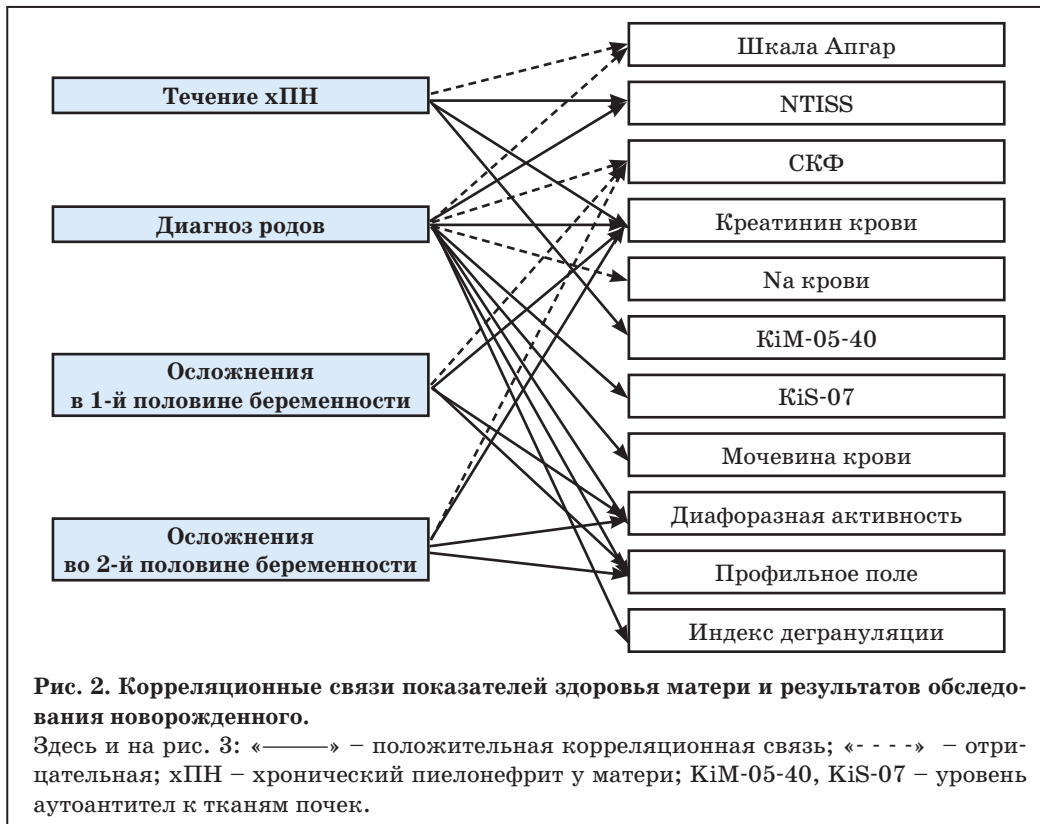 Течение хПН
Диагноз родов
Осложнения
в 1-й половине беременности
Осложнения
во 2-й половине беременности
Шкала Апгар
NTISS
СКФ
Креатинин крови
Na крови
KiM-05-40
KiS-07
Мочевина крови
Диафоразная активность
Профильное поле
Индекс дегрануляции
Рис. 2. Корреляционные связи показателей здоровья матери и результатов обследо-
вания новорожденного.
Здесь и на рис. 3: «———» – положительная корреляционная связь; «- - - -» – отри-
цательная; хПН – хронический пиелонефрит у матери; KiM-05-40, KiS-07 – уровень
аутоантител к тканям почек.